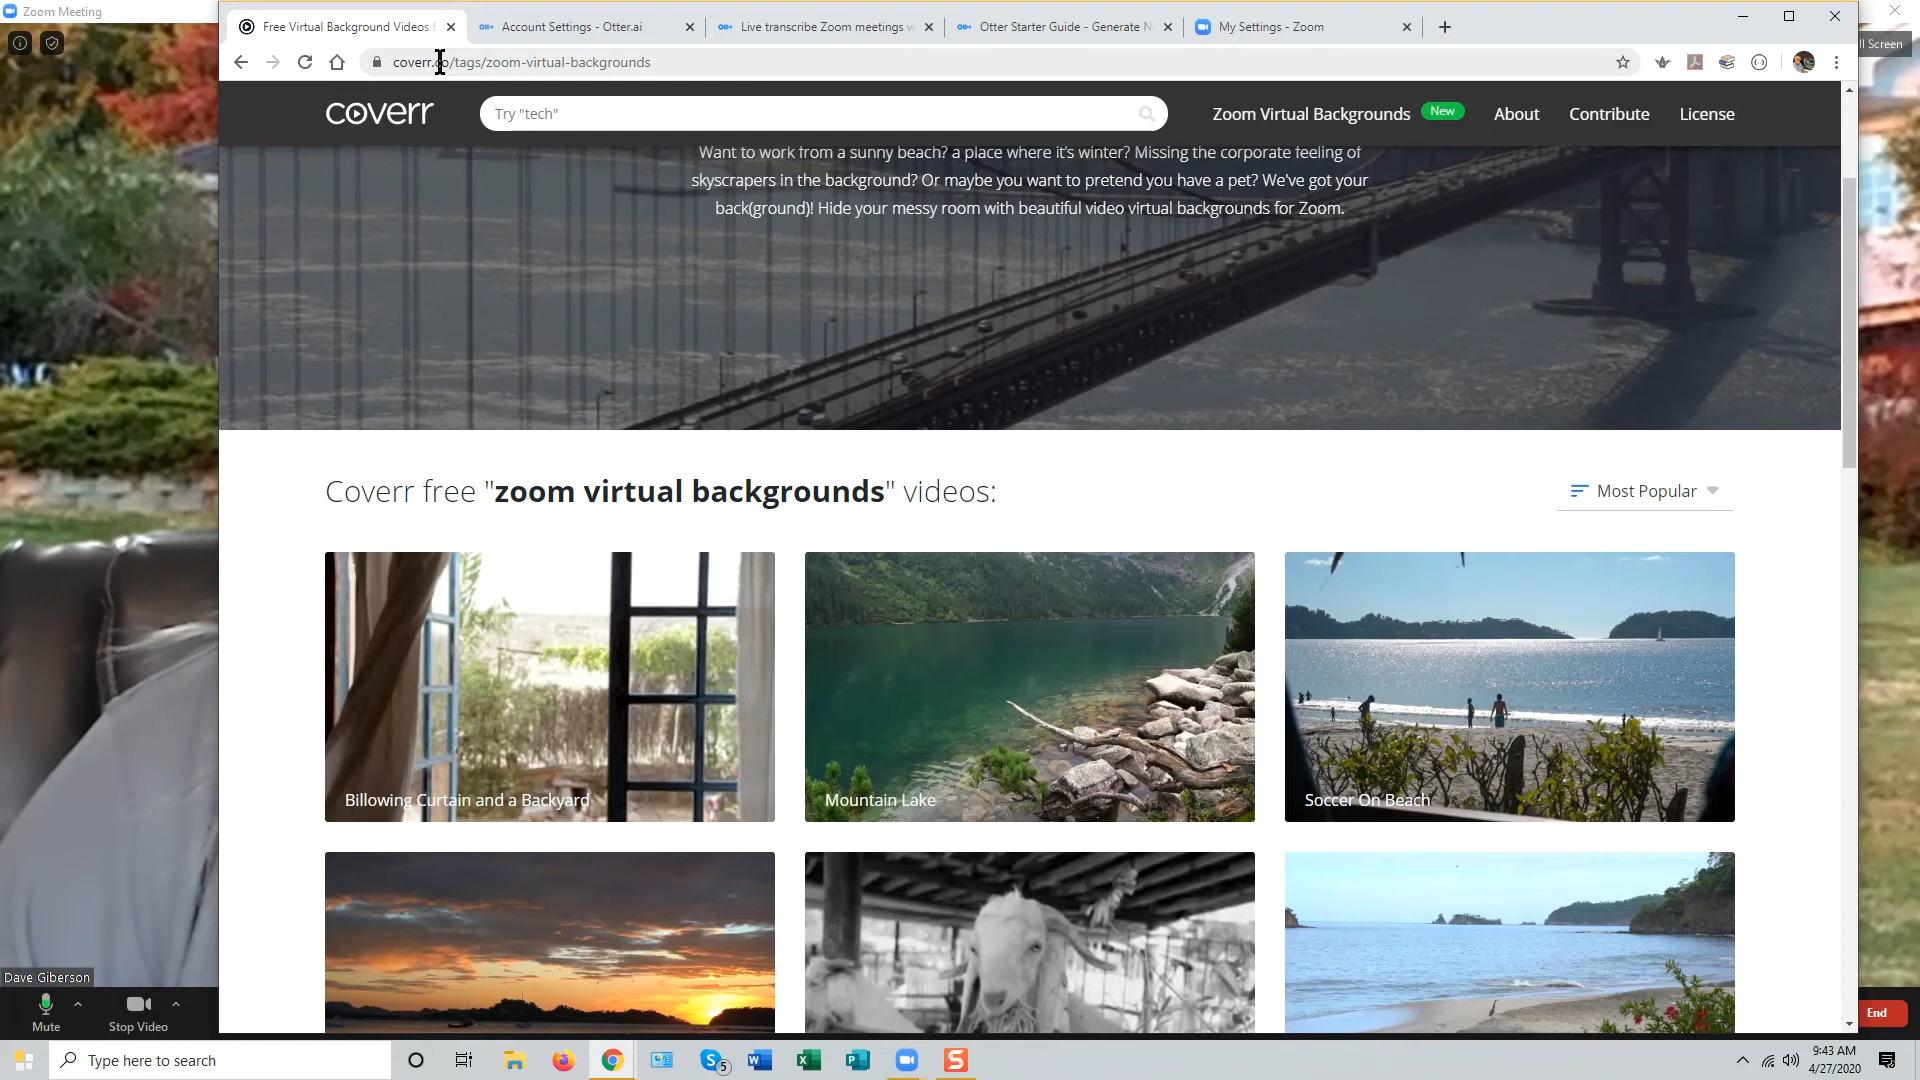 Zoom Meeting
Free Virtual Background Videos f
Account Settings - Otter.ai
Live transcribe Zoom meetings w
Otter Starter Guide - Generate N
My Settings - Zoom
ll Screen
coverr.co/tags/zoom-virtual-backgrounds
coverr
Try "tech"
Zoom Virtual Backgrounds New
About
Contribute
License
Want to work from a sunny beach? a place where it's winter? Missing the corporate feeling of
skyscrapers in the background? Or maybe you want to pretend you have a pet? We've got your
back(ground)! Hide your messy room with beautiful video virtual backgrounds for Zoom.
Coverr free "zoom virtual backgrounds" videos:
Most Popular
Billowing Curtain and a Backyard
Mountain Lake
Soccer On Beach
Dave Giberson
Mute
Stop Video
End
Type here to search
5
9:43 AM
4/27/2020